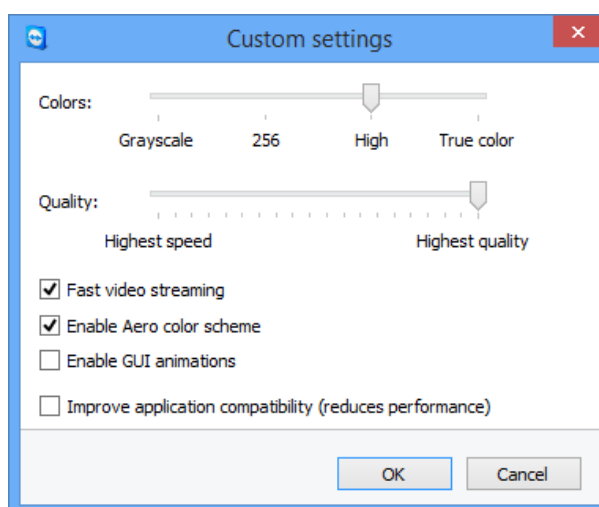 Custom settings
Colors:
Grayscale 256 High True color
Quality:
Highest speed Highest quality
Fast video streaming
Enable Aero color scheme
Enable GUI animations
Improve application compatibility (reduces performance)
OK Cancel